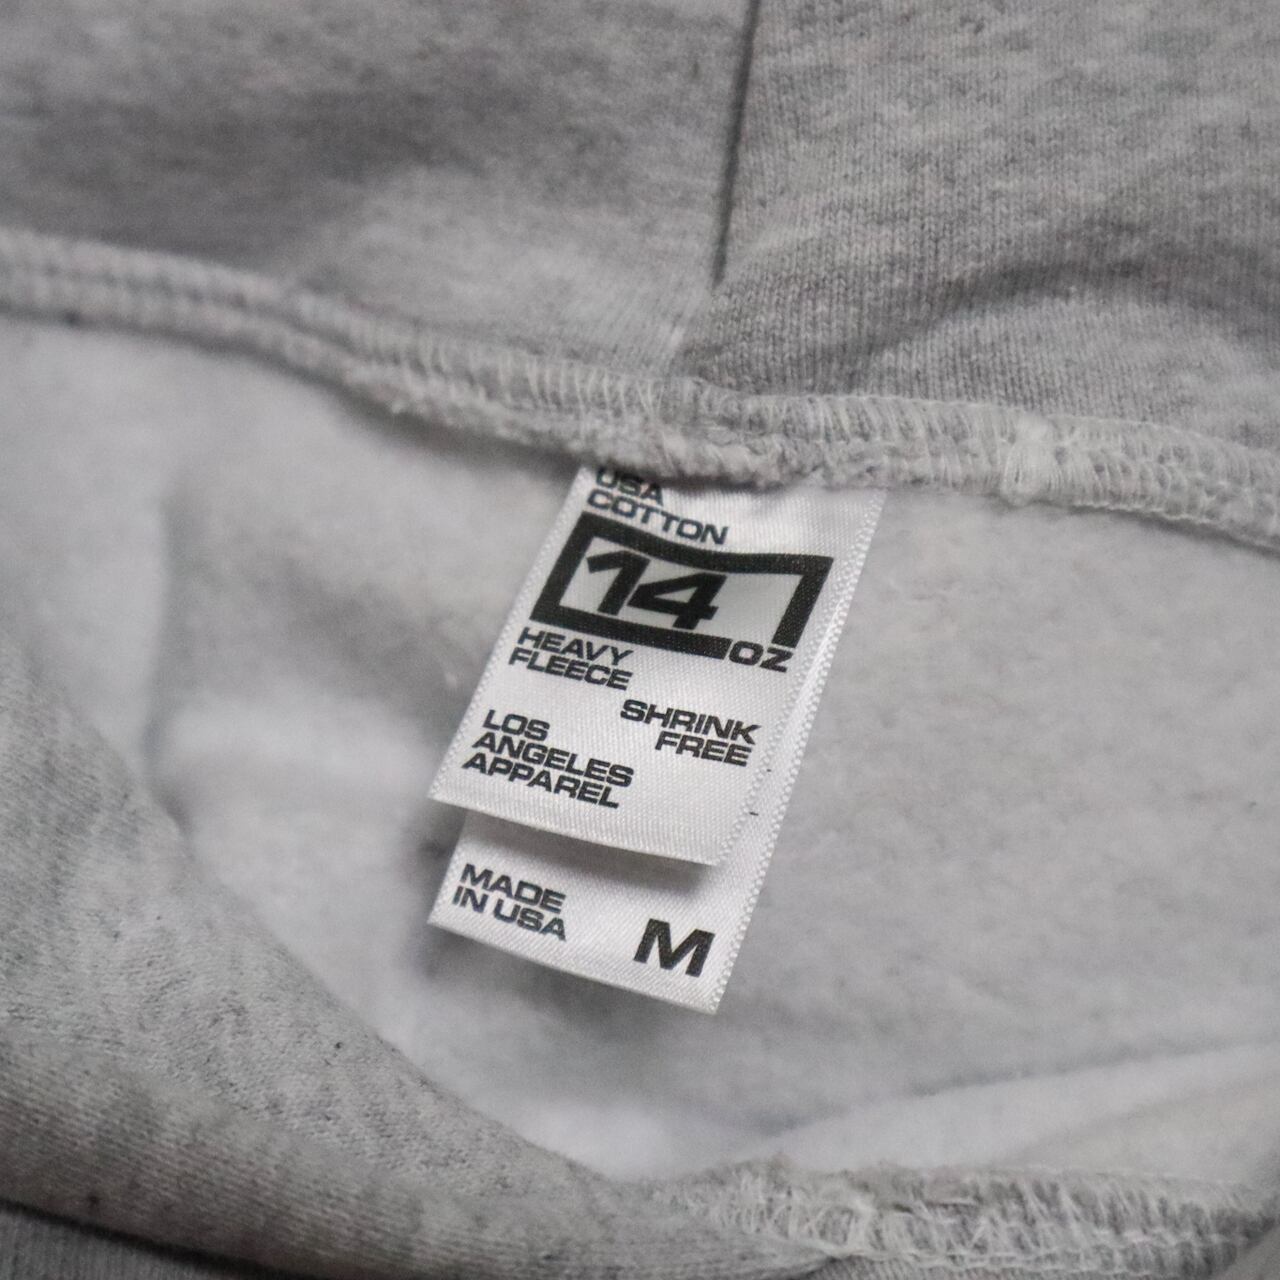 USA
COTTON
14
OZ
HEAVY
FLEECE
SHRINK
FREE
LOS
ANGELES
APPAREL
MADE
IN USA
M